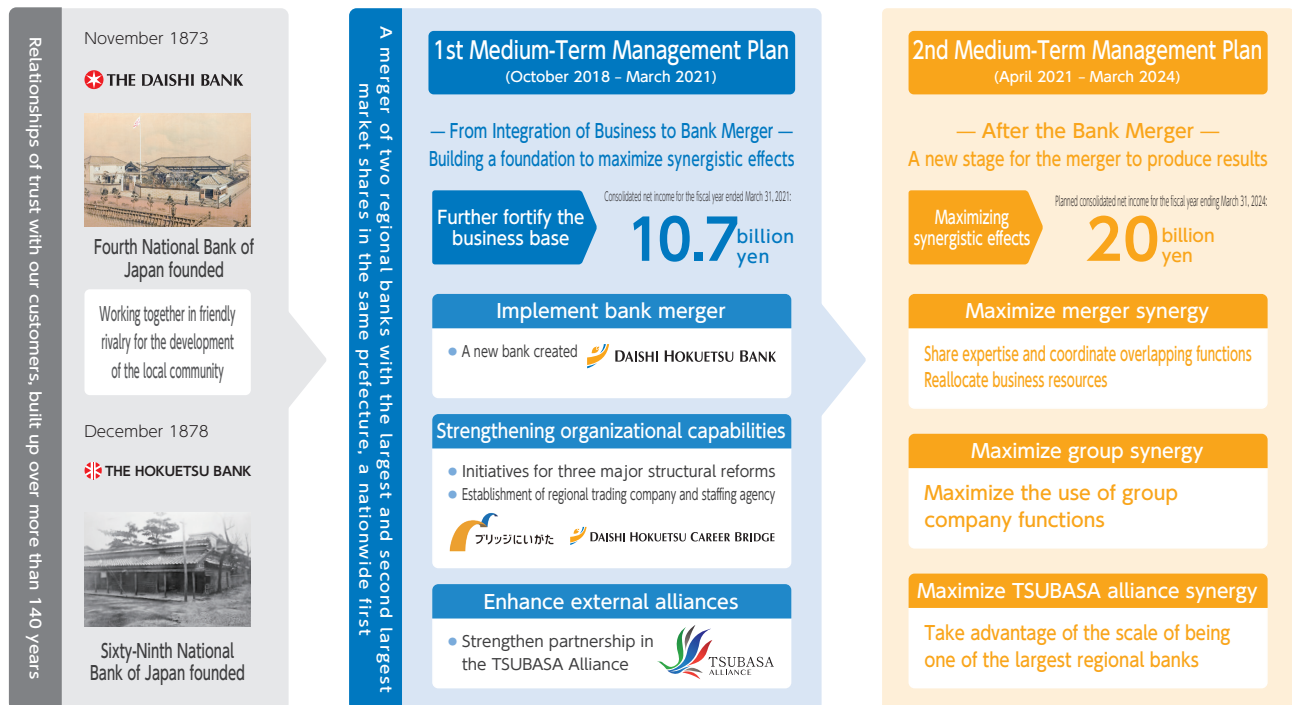 Relationships of trust with our customers, built up over more than 140 years
November 1873
THE DAISHI BANK
Fourth National Bank of
Japan founded
Working together in friendly
rivalry for the development
of the local community
December 1878
THE HOKUETSU BANK
Sixty-Ninth National
Bank of Japan founded
A merger of two regional banks with the largest and second largest
market shares in the same prefecture, a nationwide first
1st Medium-Term Management Plan
(October 2018 – March 2021)
— From Integration of Business to Bank Merger —
Building a foundation to maximize synergistic effects
Further fortify the
business base
Consolidated net income for the fiscal year ended March 31, 2021:
10.7 billion
yen
Implement bank merger
• A new bank created DAISHI HOKUETSU BANK
Strengthening organizational capabilities
• Initiatives for three major structural reforms
• Establishment of regional trading company and staffing agency
ブリッジにいがた DAISHI HOKUETSU CAREER BRIDGE
Enhance external alliances
• Strengthen partnership in
the TSUBASA Alliance
TSUBASA
ALLIANCE
2nd Medium-Term Management Plan
(April 2021 – March 2024)
— After the Bank Merger —
A new stage for the merger to produce results
Maximizing
synergistic effects
Planned consolidated net income for the fiscal year ending March 31, 2024:
20 billion
yen
Maximize merger synergy
Share expertise and coordinate overlapping functions
Reallocate business resources
Maximize group synergy
Maximize the use of group
company functions
Maximize TSUBASA alliance synergy
Take advantage of the scale of being
one of the largest regional banks